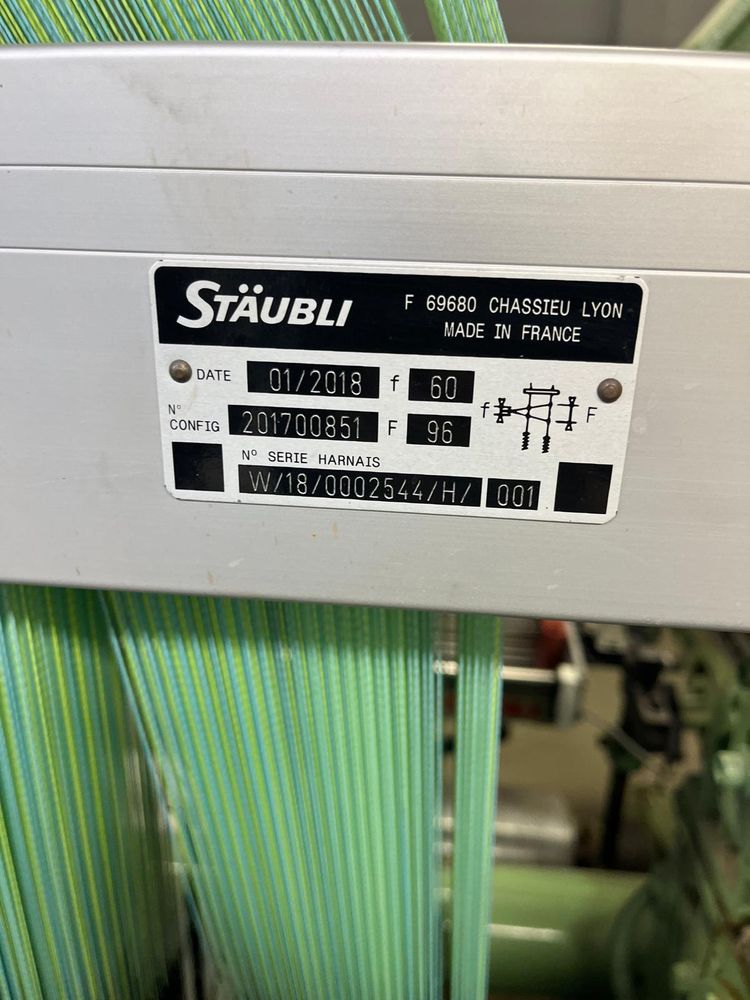 STÄUBLI F 69680 CHASSIEU LYON
MADE IN FRANCE
DATE 01/2018 f 60
N° CONFIG 201700851 F 96
f F
N° SERIE HARNAIS
W/18/0002544/H/ 001